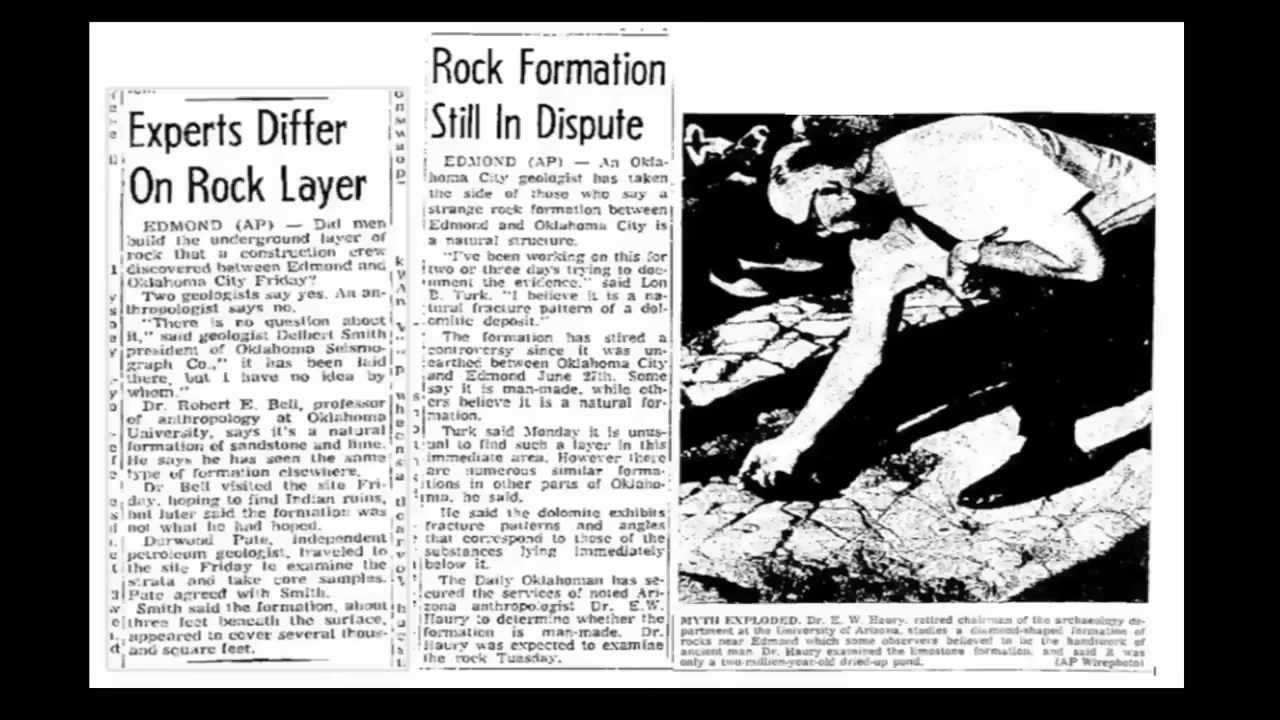 Experts Differ
On Rock Layer
EDMOND (AP) — Did men
build the underground layer of
rock that a construction crew
discovered between Edmond and
Oklahoma City Friday?
Two geologists say yes. An an-
thropologist says no.
"There is no question about
it," said geologist Delbert Smith
president of Oklahoma Seismo-
graph Co.," it has been laid
there, but I have no idea by
whom."
Dr. Robert E. Bell, professor
of anthropology at Oklahoma
University, says it's a natural
formation of sandstone and lime.
He says he has seen the same
type of formation elsewhere.
Dr. Bell visited the site Fri-
day, hoping to find Indian ruins,
but later said the formation was
not what he had hoped.
Durwood Pate, independent
petroleum geologist, traveled to
the site Friday to examine the
strata and take core samples.
Pate agreed with Smith.
Smith said the formation, about
three feet beneath the surface,
appeared to cover several thous-
and square feet.
Rock Formation
Still In Dispute
EDMOND (AP) — An Okla-
homa City geologist has taken
the side of those who say a
strange rock formation between
Edmond and Oklahoma City is
a natural structure.
"I've been working on this for
two or three days trying to doc-
ument the evidence," said Lon
B. Turk. "I believe it is a na-
tural fracture pattern of a dol-
omitic deposit."
The formation has stired a
controversy since it was un-
earthed between Oklahoma City
and Edmond June 27th. Some
say it is man-made, while oth-
ers believe it is a natural for-
mation.
Turk said Monday it is unus-
ual to find such a layer in this
immediate area. However there
are numerous similar forma-
tions in other parts of Oklaho-
ma, he said.
He said the dolomite exhibits
fracture patterns and angles
that correspond to those of the
substances lying immediately
below it.
The Daily Oklahoman has se-
cured the services of noted Ari-
zona anthropologist Dr. E.W.
Haury to determine whether the
formation is man-made. Dr.
Haury was expected to examine
the rock Tuesday.
MYTH EXPLODED. Dr. E. W. Haury, retired chairman of the archaeology de-
partment at the University of Arizona, studies a diamond-shaped formation of
rocks near Edmond which some observers believed to be the handiwork of
ancient man. Dr. Haury examined the limestone formation, and said it was
only a two-million-year-old dried-up pond. (AP Wirephoto)